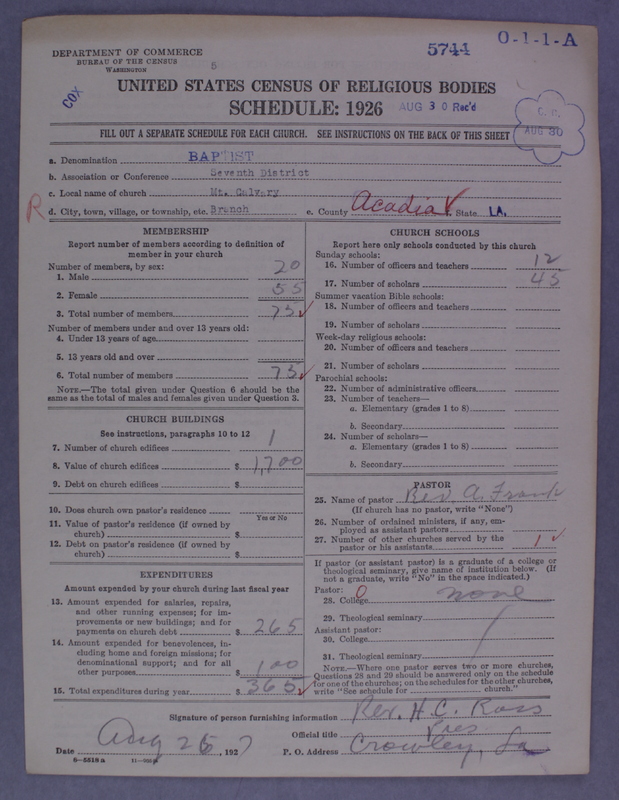 DEPARTMENT OF COMMERCE
BUREAU OF THE CENSUS
WASHINGTON
5
5744
O-1-1-A
COX
UNITED STATES CENSUS OF RELIGIOUS BODIES
SCHEDULE: 1926
AUG 30 Rec'd
AUG 30
FILL OUT A SEPARATE SCHEDULE FOR EACH CHURCH. SEE INSTRUCTIONS ON THE BACK OF THIS SHEET
a. Denomination BAPTIST
b. Association or Conference Seventh District
c. Local name of church Mt. Calvary
R d. City, town, village, or township, etc. Branch e. County Acadia State LA.
MEMBERSHIP
Report number of members according to definition of
member in your church
Number of members, by sex:
1. Male 20
2. Female 55
3. Total number of members 75
Number of members under and over 13 years old:
4. Under 13 years of age
5. 13 years old and over
6. Total number of members 75
NOTE.—The total given under Question 6 should be the
same as the total of males and females given under Question 3.
CHURCH BUILDINGS
See instructions, paragraphs 10 to 12
7. Number of church edifices 1
8. Value of church edifices $ 1,700
9. Debt on church edifices $
10. Does church own pastor's residence
Yes or No
11. Value of pastor's residence (if owned by
church) $
12. Debt on pastor's residence (if owned by
church) $
EXPENDITURES
Amount expended by your church during last fiscal year
13. Amount expended for salaries, repairs,
and other running expenses; for im-
provements or new buildings; and for
payments on church debt $ 265
14. Amount expended for benevolences, in-
cluding home and foreign missions; for
denominational support; and for all
other purposes $ 100
15. Total expenditures during year $ 365
CHURCH SCHOOLS
Report here only schools conducted by this church
Sunday schools:
16. Number of officers and teachers 12
17. Number of scholars 45
Summer vacation Bible schools:
18. Number of officers and teachers
19. Number of scholars
Week-day religious schools:
20. Number of officers and teachers
21. Number of scholars
Parochial schools:
22. Number of administrative officers
23. Number of teachers—
a. Elementary (grades 1 to 8)
b. Secondary
24. Number of scholars—
a. Elementary (grades 1 to 8)
b. Secondary
PASTOR
25. Name of pastor Rev. A. Frank
(If church has no pastor, write "None")
26. Number of ordained ministers, if any, em-
ployed as assistant pastors
27. Number of other churches served by the
pastor or his assistants 1
If pastor (or assistant pastor) is a graduate of a college or
theological seminary, give name of institution below. (If
not a graduate, write "No" in the space indicated.)
Pastor: 0
28. College none
29. Theological seminary
Assistant pastor:
30. College
31. Theological seminary
NOTE.—Where one pastor serves two or more churches,
Questions 28 and 29 should be answered only on the schedule
for one of the churches; on the schedules for the other churches,
write "See schedule for church."
Signature of person furnishing information Rev. H. C. Ross
Official title Pres
Date Aug 26, 1927 P. O. Address Crowley, La
8-5518 a